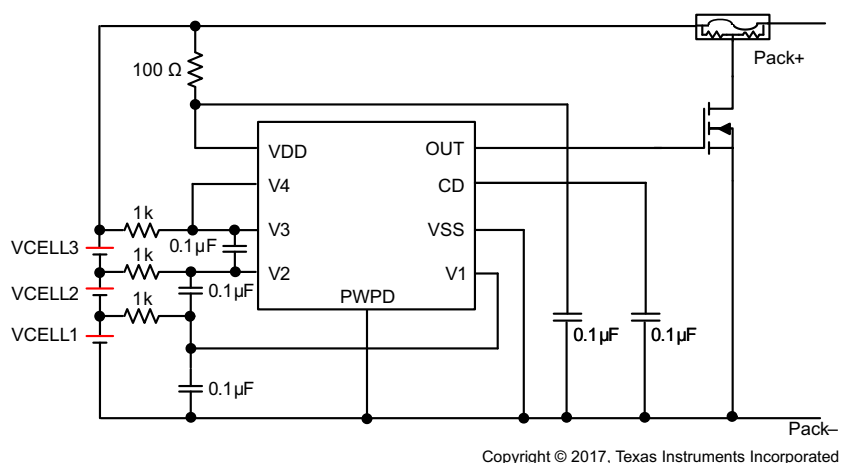 Pack+
100 Ω
VDD
OUT
V4
CD
1k
V3
VSS
0.1µF
VCELL3
1k
V2
V1
VCELL2
0.1µF
PWPD
1k
VCELL1
0.1µF
0.1µF
0.1µF
Pack–
Copyright © 2017, Texas Instruments Incorporated